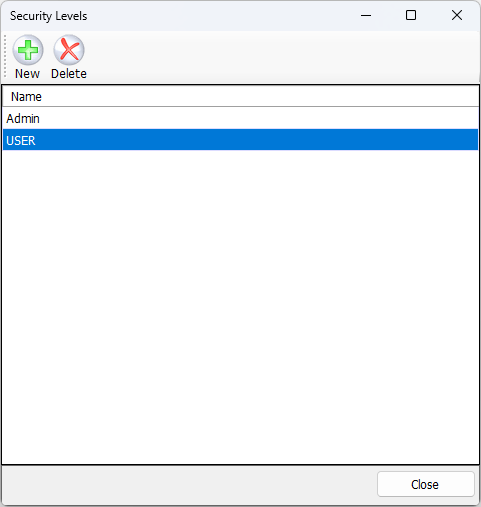 Security Levels
New Delete
Name
Admin
USER
Close